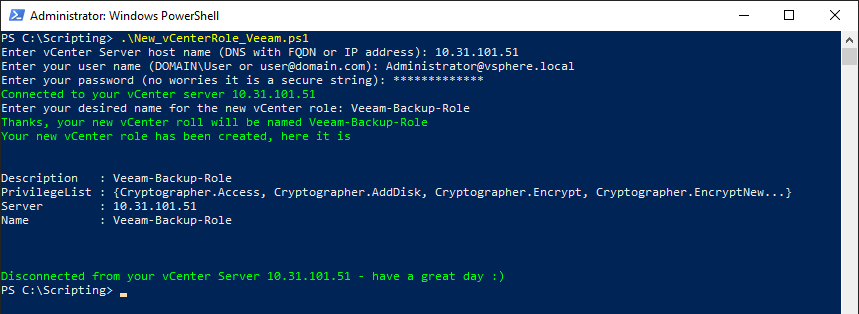 Administrator: Windows PowerShell
PS C:\Scripting> .\New_vCenterRole_Veeam.ps1
Enter vCenter Server host name (DNS with FQDN or IP address): 10.31.101.51
Enter your user name (DOMAIN\User or user@domain.com): Administrator@vsphere.local
Enter your password (no worries it is a secure string): *************
Connected to your vCenter server 10.31.101.51
Enter your desired name for the new vCenter role: Veeam-Backup-Role
Thanks, your new vCenter roll will be named Veeam-Backup-Role
Your new vCenter role has been created, here it is
Description   : Veeam-Backup-Role
PrivilegeList : {Cryptographer.Access, Cryptographer.AddDisk, Cryptographer.Encrypt, Cryptographer.EncryptNew...}
Server        : 10.31.101.51
Name          : Veeam-Backup-Role
Disconnected from your vCenter Server 10.31.101.51 - have a great day :)
PS C:\Scripting>